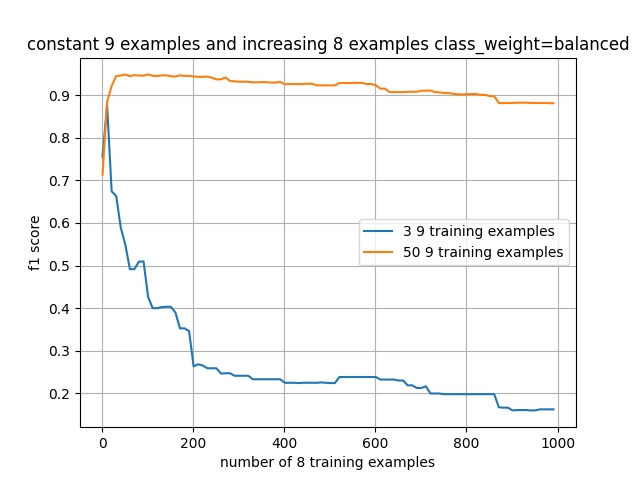 constant 9 examples and increasing 8 examples class_weight=balanced
f1 score
0.9
0.8
0.7
0.6
0.5
0.4
0.3
0.2
3 9 training examples
50 9 training examples
0 200 400 600 800 1000
number of 8 training examples